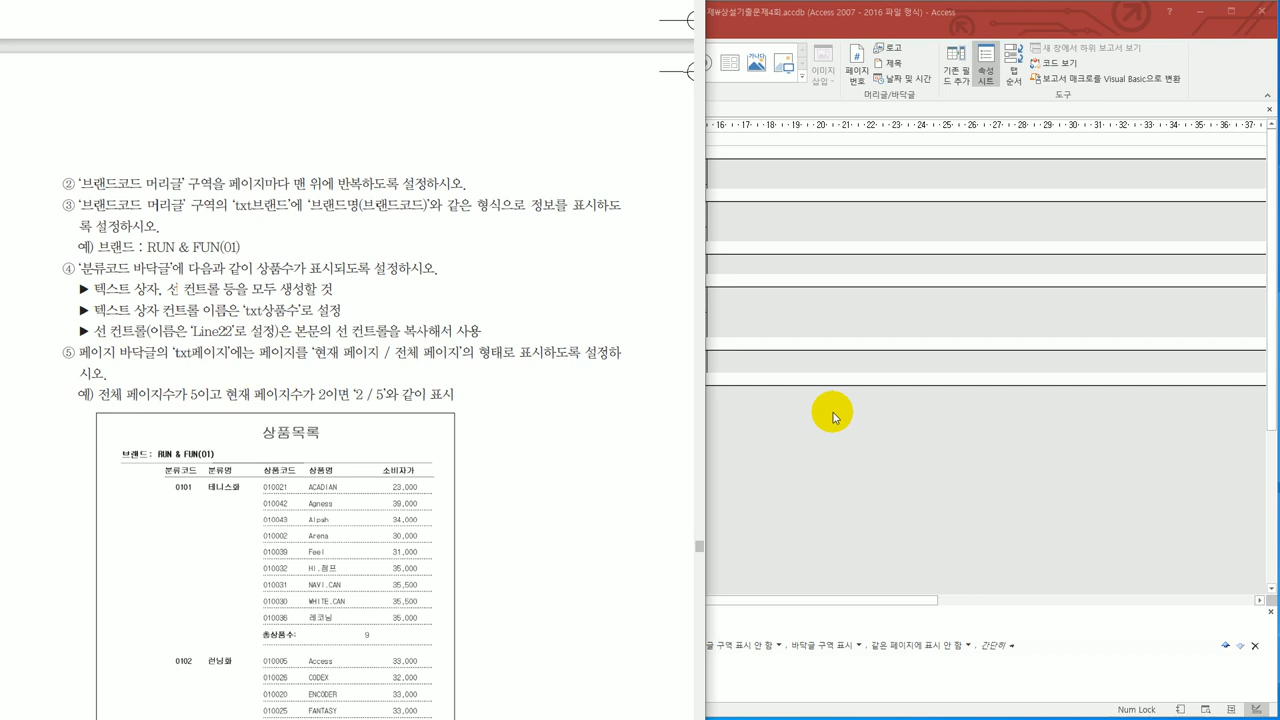 ② '브랜드코드 머리글' 구역을 페이지마다 맨 위에 반복하도록 설정하시오.
③ '브랜드코드 머리글' 구역의 'txt브랜드'에 '브랜드명(브랜드코드)'와 같은 형식으로 정보를 표시하도
록 설정하시오.
예) 브랜드 : RUN & FUN(01)
④ '분류코드 바닥글'에 다음과 같이 상품수가 표시되도록 설정하시오.
▶ 텍스트 상자, 선 컨트롤 등을 모두 생성할 것
▶ 텍스트 상자 컨트롤 이름은 'txt상품수'로 설정
▶ 선 컨트롤(이름은 'Line22'로 설정)은 본문의 선 컨트롤을 복사해서 사용
⑤ 페이지 바닥글의 'txt페이지'에는 페이지를 '현재 페이지 / 전체 페이지'의 형태로 표시하도록 설정하
시오.
예) 전체 페이지수가 5이고 현재 페이지수가 2이면 '2 / 5'와 같이 표시
상품목록
브랜드 : RUN & FUN(01)
분류코드 분류명 상품코드 상품명 소비자가
0101 테니스화 010021 ACADIAN 23,000
010042 Agness 39,000
010043 Alpah 34,000
010002 Arena 30,000
010039 Feel 31,000
010032 HI.점프 35,000
010031 NAVI.CAN 35,500
010030 WHITE.CAN 35,500
010036 레코닝 35,000
총상품수: 9
0102 런닝화 010005 Access 33,000
010026 CODEX 32,000
010020 ENCODER 33,000
010025 FANTASY 33,000
재₩상설기출문제4회.accdb (Access 2007 - 2016 파일 형식) - Access
가나다
이미지 삽입
페이지 번호
로고
제목
날짜 및 시간
머리글/바닥글
기존 필드 추가
속성 시트
탭 순서
새 창에서 하위 보고서 보기
코드 보기
보고서 매크로를 Visual Basic으로 변환
도구
16 17 18 19 20 21 22 23 24 25 26 27 28 29 30 31 32 33 34 35 36 37
글 구역 표시 안 함 , 바닥글 구역 표시 , 같은 페이지에 표시 안 함 , 간단히
Num Lock